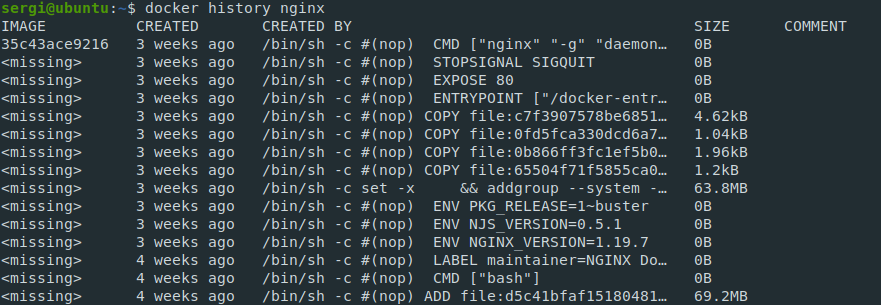 sergi@ubuntu:~$ docker history nginx
IMAGE CREATED CREATED BY SIZE COMMENT
35c43ace9216 3 weeks ago /bin/sh -c #(nop) CMD ["nginx" "-g" "daemon… 0B
<missing> 3 weeks ago /bin/sh -c #(nop) STOPSIGNAL SIGQUIT 0B
<missing> 3 weeks ago /bin/sh -c #(nop) EXPOSE 80 0B
<missing> 3 weeks ago /bin/sh -c #(nop) ENTRYPOINT ["/docker-entr… 0B
<missing> 3 weeks ago /bin/sh -c #(nop) COPY file:c7f3907578be6851… 4.62kB
<missing> 3 weeks ago /bin/sh -c #(nop) COPY file:0fd5fca330dcd6a7… 1.04kB
<missing> 3 weeks ago /bin/sh -c #(nop) COPY file:0b866ff3fc1ef5b0… 1.96kB
<missing> 3 weeks ago /bin/sh -c #(nop) COPY file:65504f71f5855ca0… 1.2kB
<missing> 3 weeks ago /bin/sh -c set -x && addgroup --system -… 63.8MB
<missing> 3 weeks ago /bin/sh -c #(nop) ENV PKG_RELEASE=1~buster 0B
<missing> 3 weeks ago /bin/sh -c #(nop) ENV NJS_VERSION=0.5.1 0B
<missing> 3 weeks ago /bin/sh -c #(nop) ENV NGINX_VERSION=1.19.7 0B
<missing> 4 weeks ago /bin/sh -c #(nop) LABEL maintainer=NGINX Do… 0B
<missing> 4 weeks ago /bin/sh -c #(nop) CMD ["bash"] 0B
<missing> 4 weeks ago /bin/sh -c #(nop) ADD file:d5c41bfaf15180481… 69.2MB